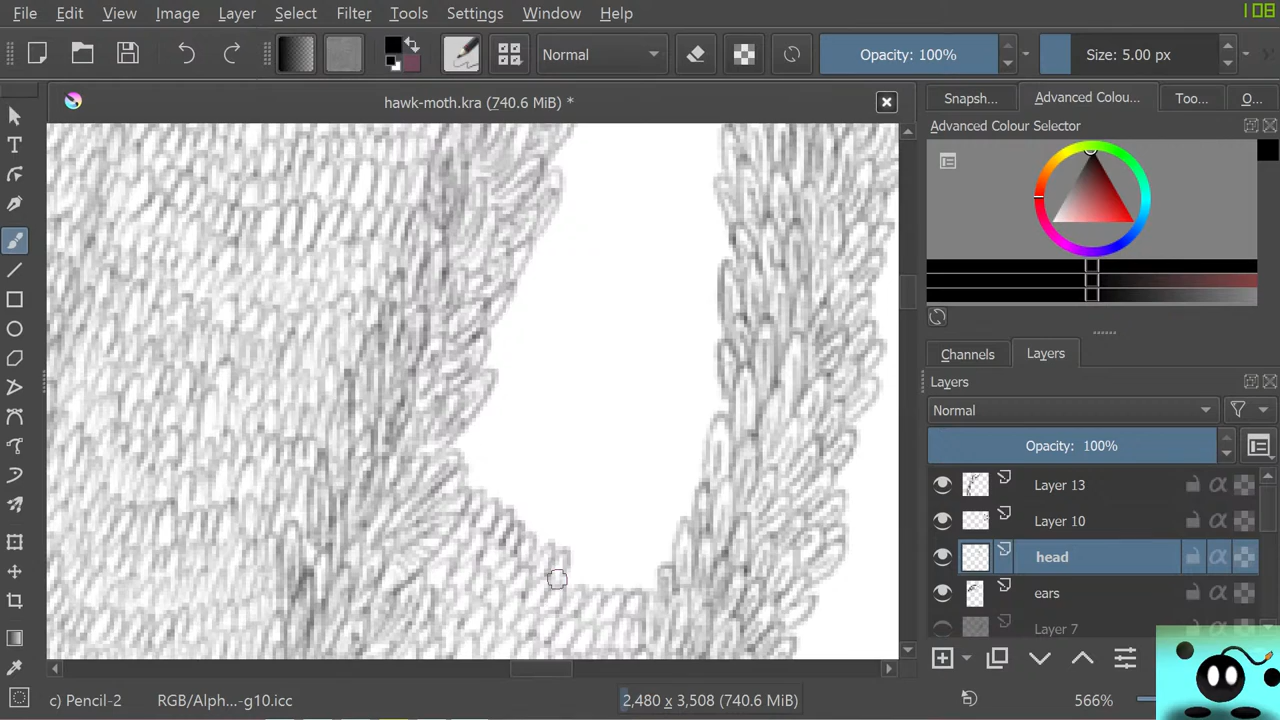 File Edit View Image Layer Select Filter Tools Settings Window Help
108
Normal
Opacity: 100%
Size: 5.00 px
hawk-moth.kra (740.6 MiB) *
Snapsh... Advanced Colou... Too... O...
Advanced Colour Selector
Channels Layers
Layers
Normal
Opacity: 100%
Layer 13
Layer 10
head
ears
Layer 7
c) Pencil-2 RGB/Alph...-g10.icc 2,480 x 3,508 (740.6 MiB) 566%